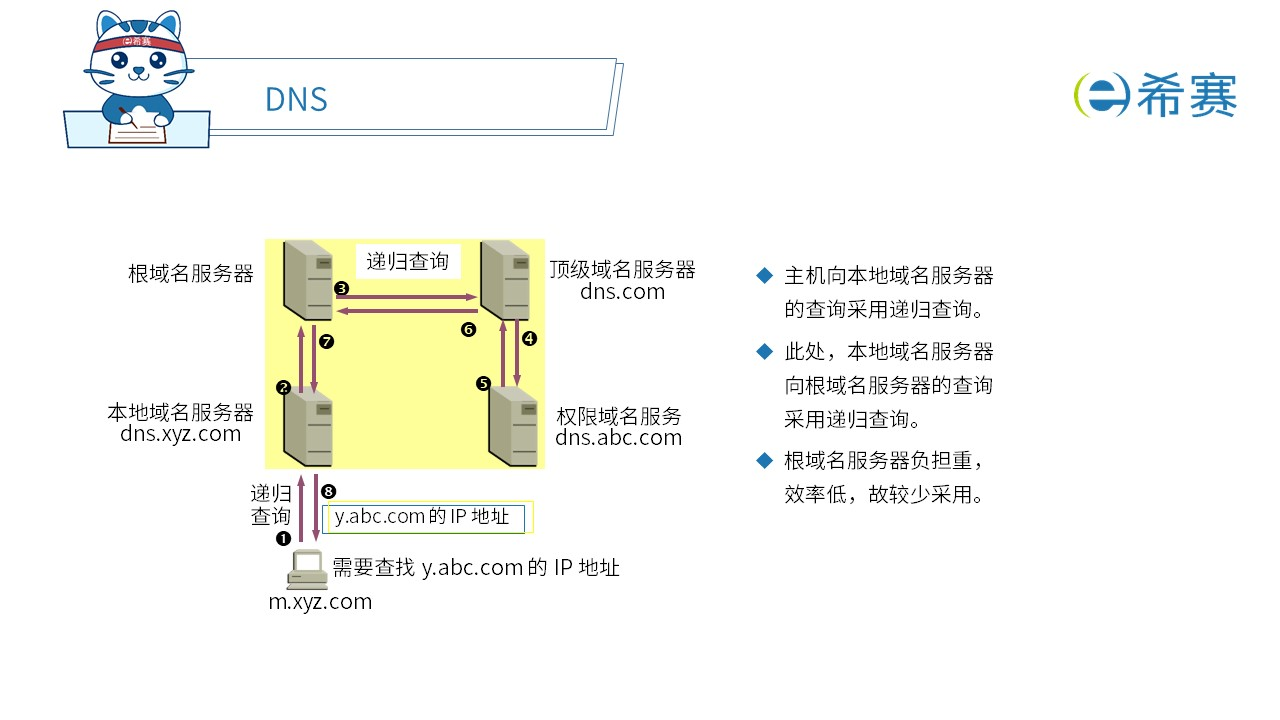 希赛
DNS
希赛
根域名服务器
递归查询
顶级域名服务器
dns.com
❸
❻
❼
❹
❷
❺
本地域名服务器
dns.xyz.com
权限域名服务
dns.abc.com
递归
查询
❽
y.abc.com 的 IP 地址
❶
需要查找 y.abc.com 的 IP 地址
m.xyz.com
主机向本地域名服务器
的查询采用递归查询。
此处，本地域名服务器
向根域名服务器的查询
采用递归查询。
根域名服务器负担重，
效率低，故较少采用。